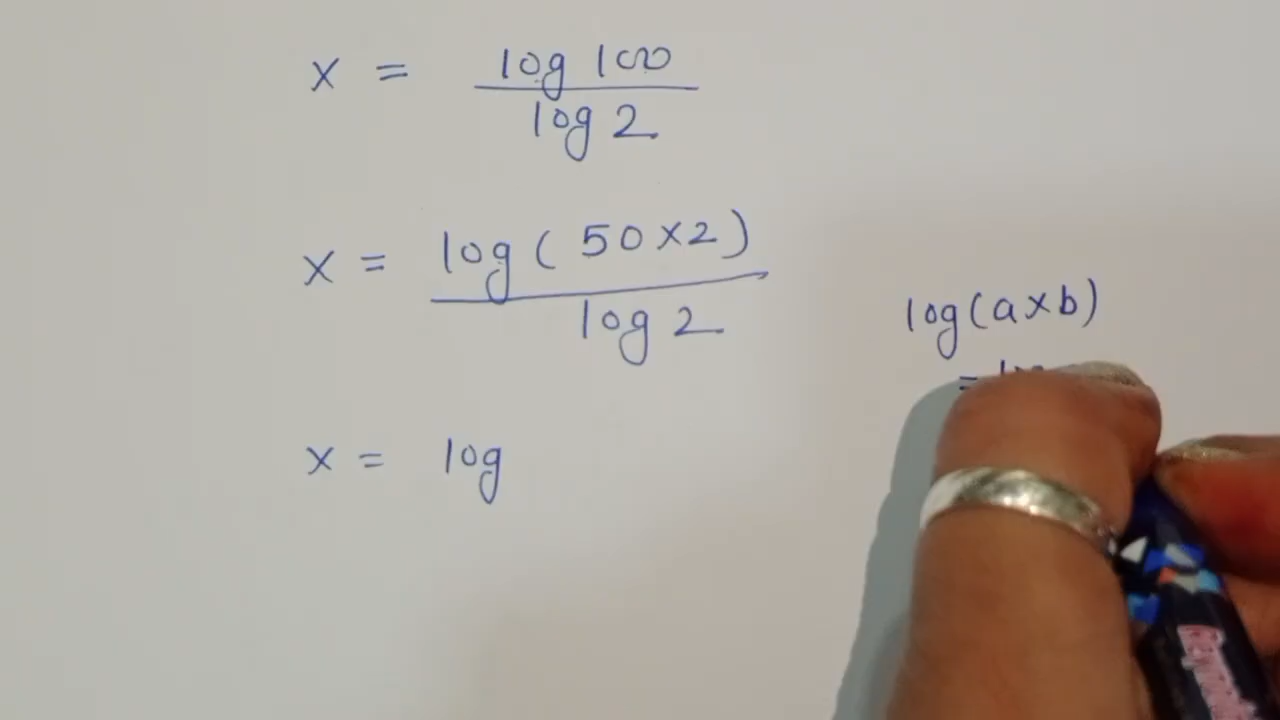 x = log 100
log 2
x = log ( 50 x 2 )
log 2
log ( a x b )
=
x = log